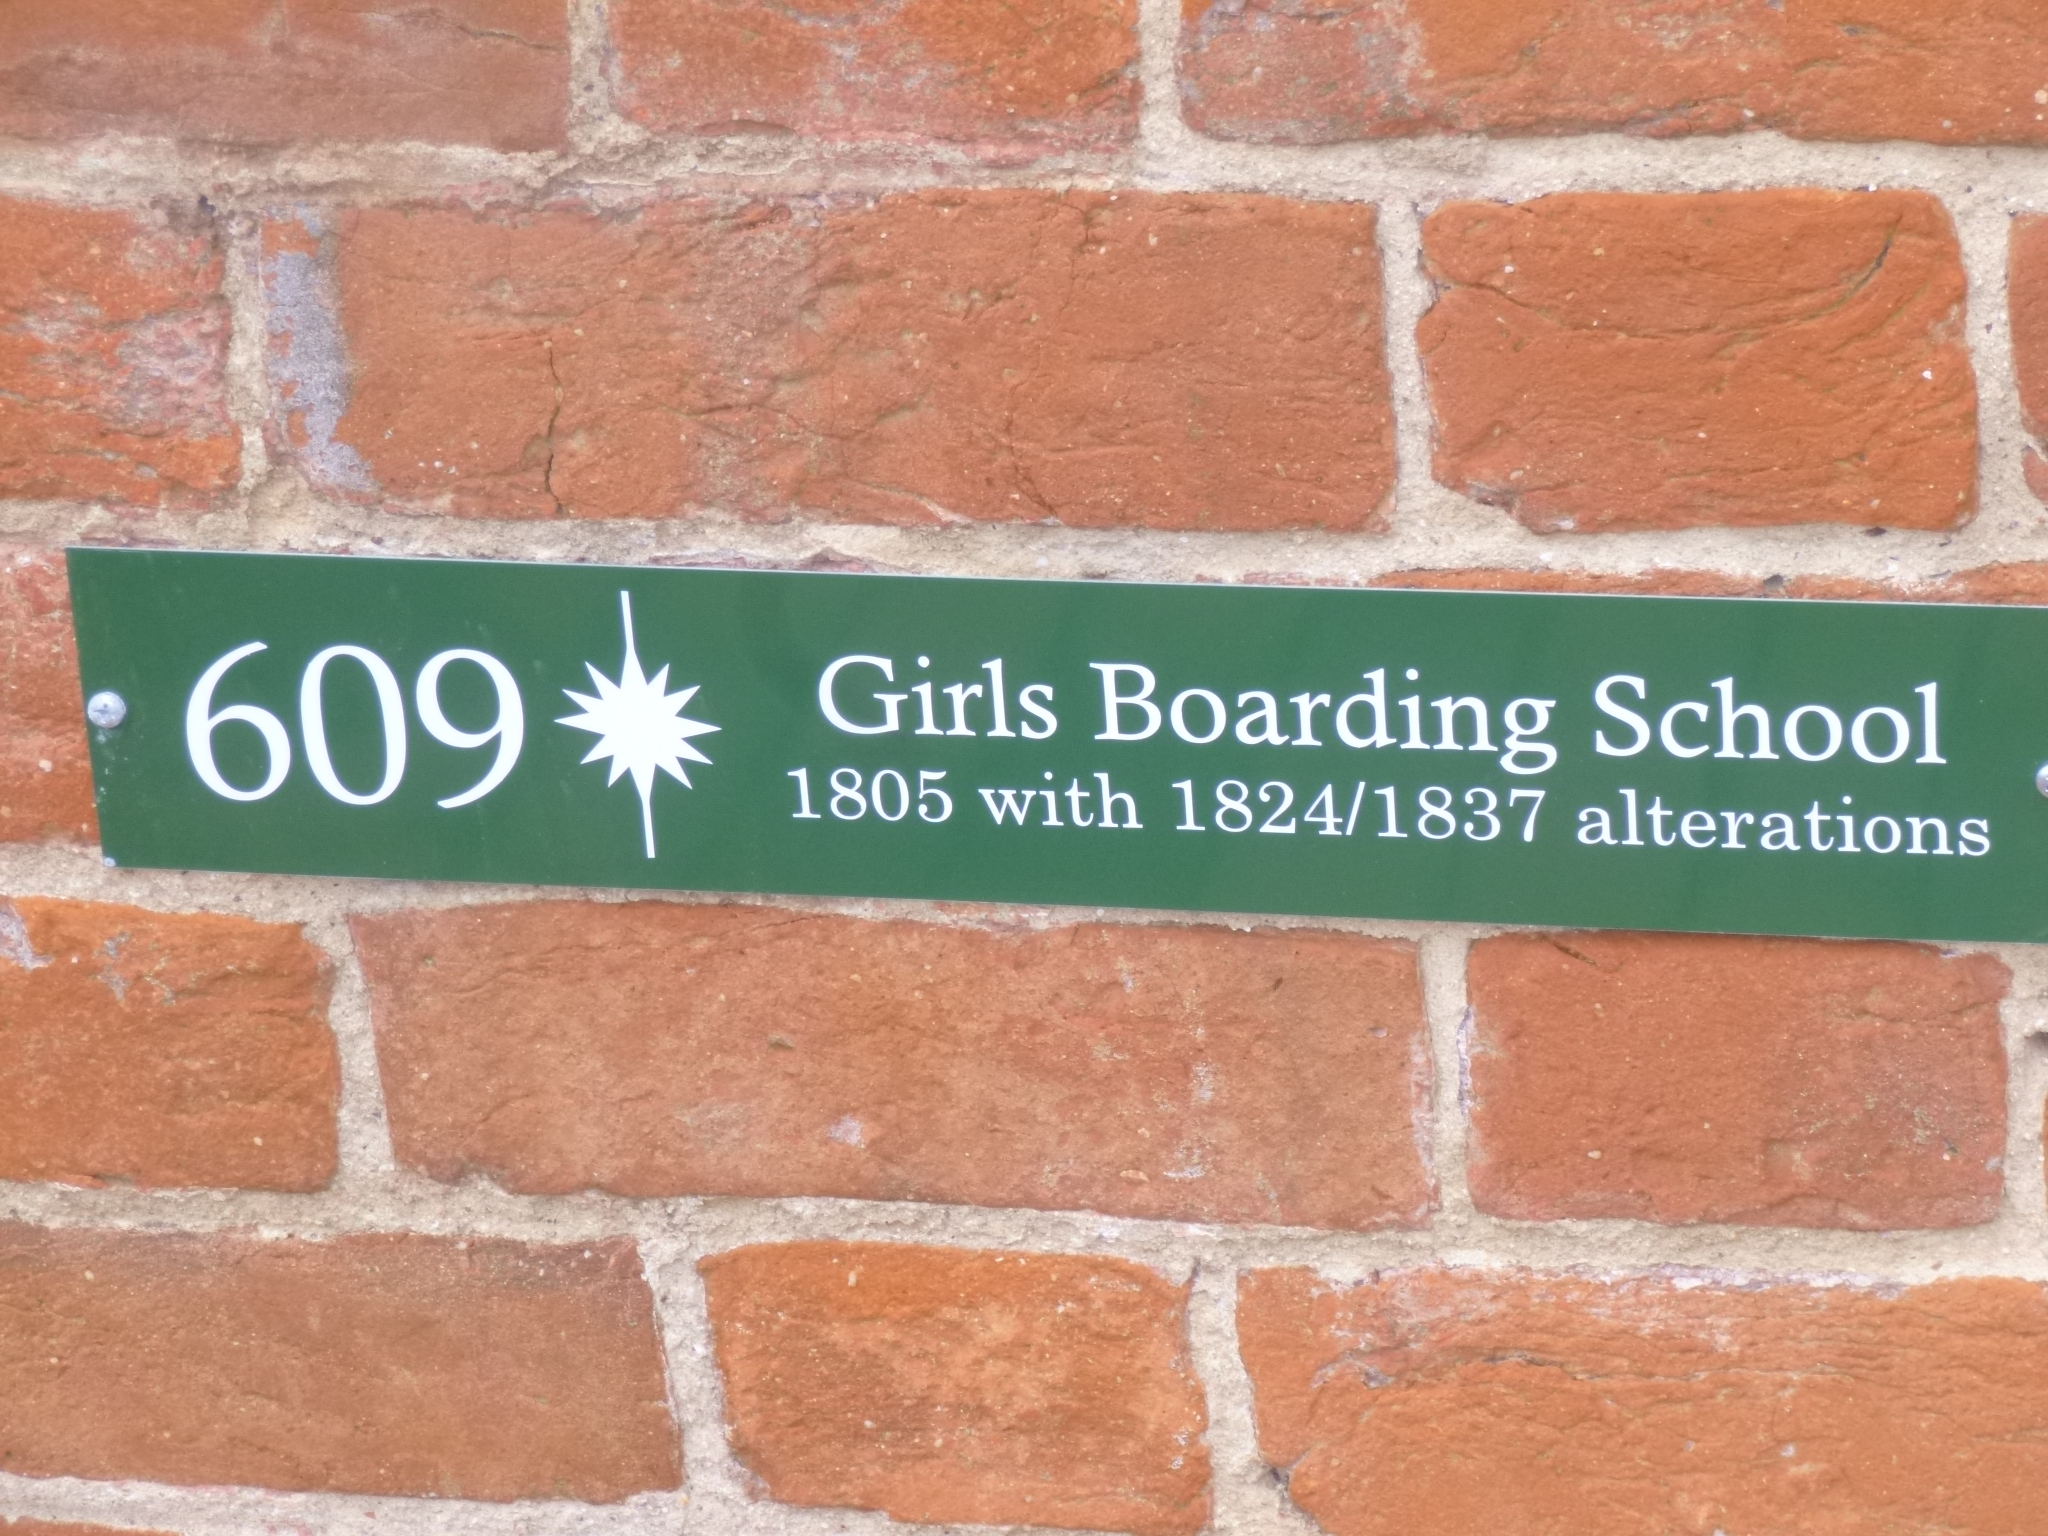 609 Girls Boarding School
1805 with 1824/1837 alterations